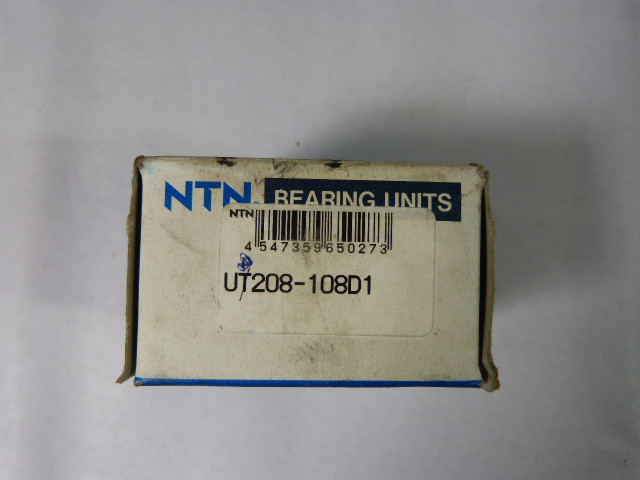 NTN BEARING UNITS
NTN
4 547359 650273
UT208-108D1